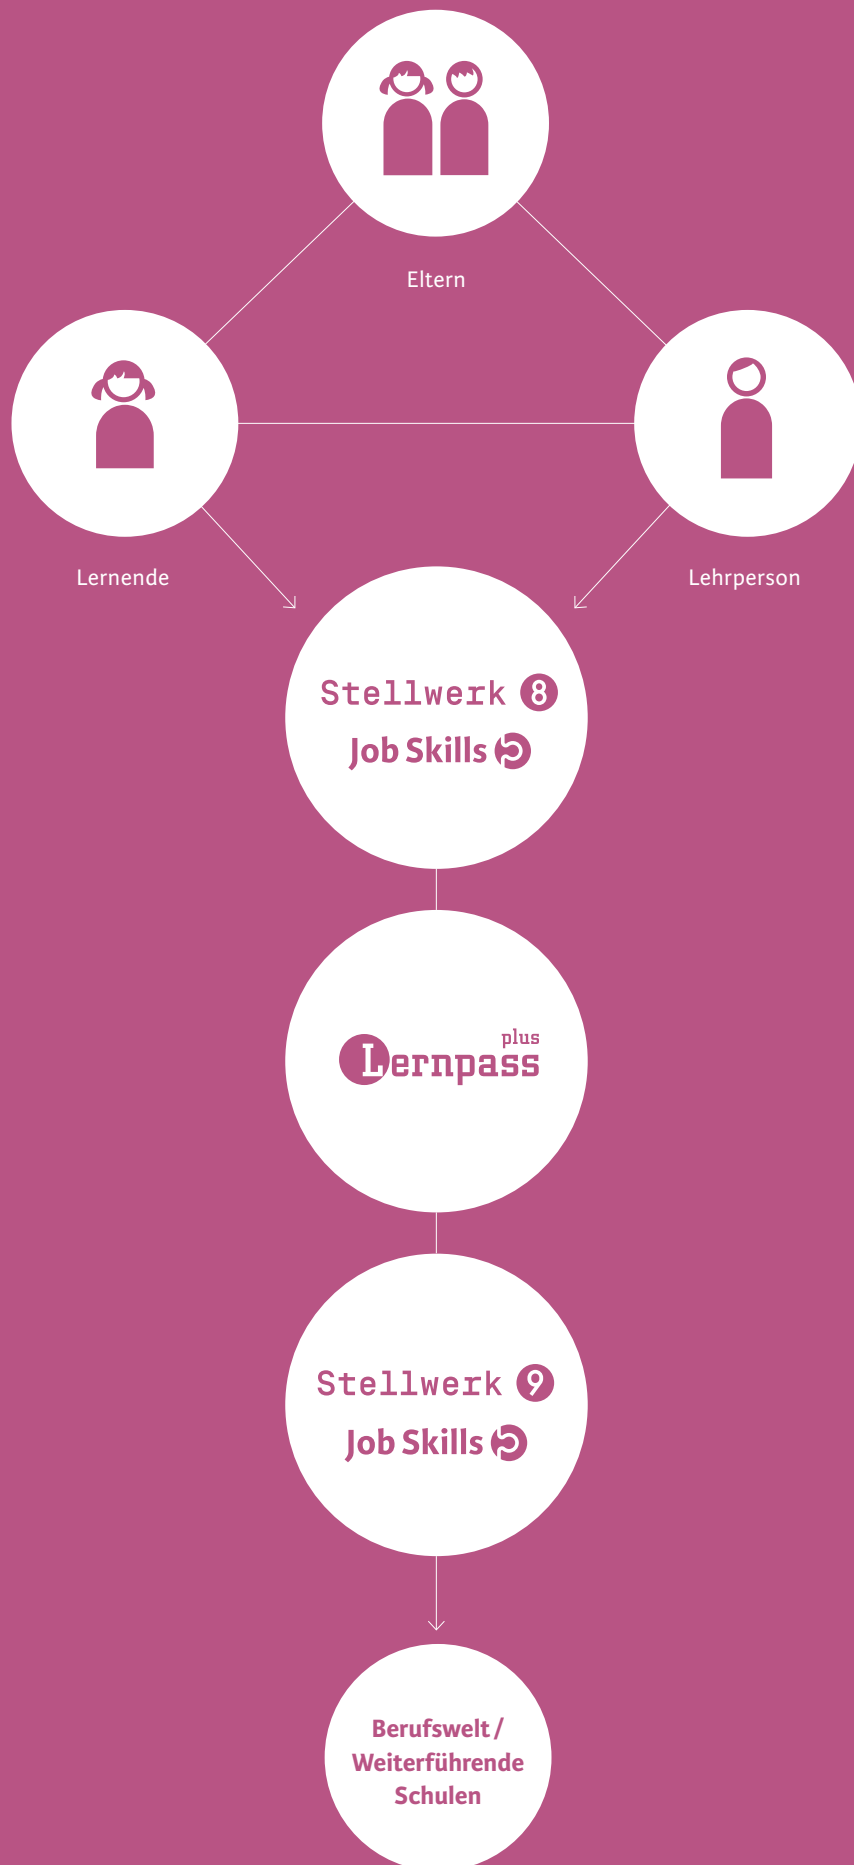 Eltern
Lernende
Lehrperson
Stellwerk 8
Job Skills
plus
Lernpass
Stellwerk 9
Job Skills
Berufswelt /
Weiterführende
Schulen